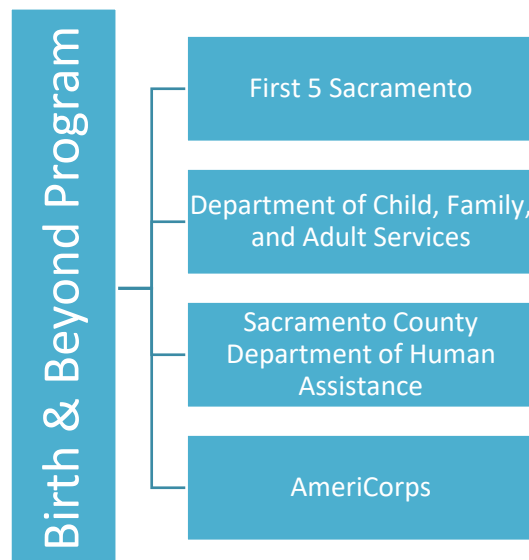 Birth & Beyond Program
First 5 Sacramento
Department of Child, Family,
and Adult Services
Sacramento County
Department of Human
Assistance
AmeriCorps